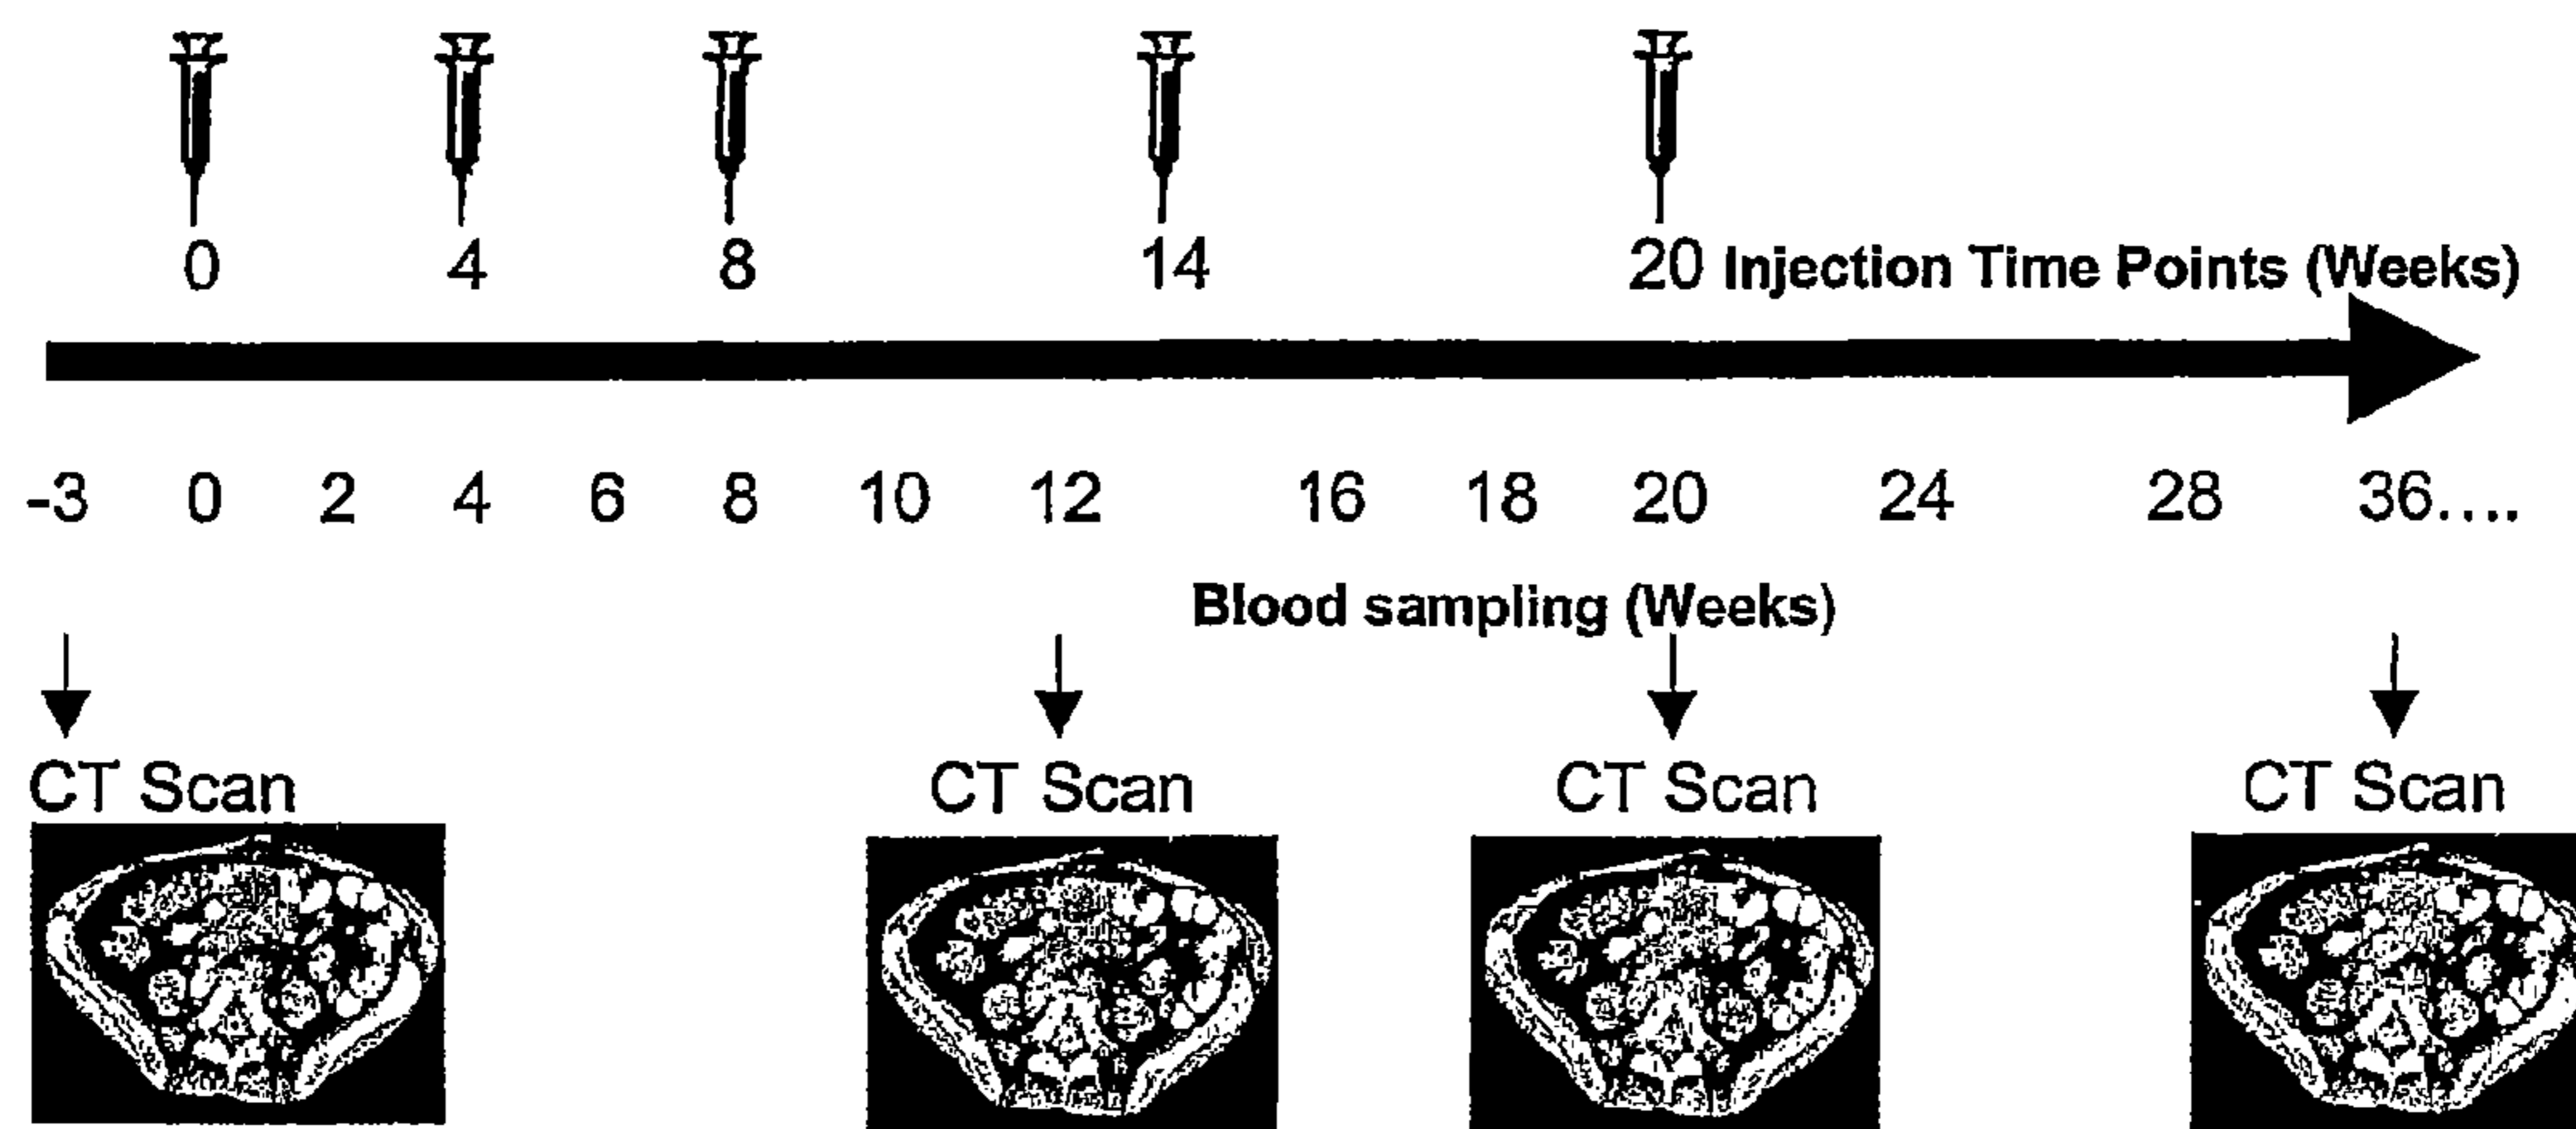 0 4 8 14 20 Injection Time Points (Weeks)
-3 0 2 4 6 8 10 12 16 18 20 24 28 36....
Blood sampling (Weeks)
CT Scan CT Scan CT Scan CT Scan